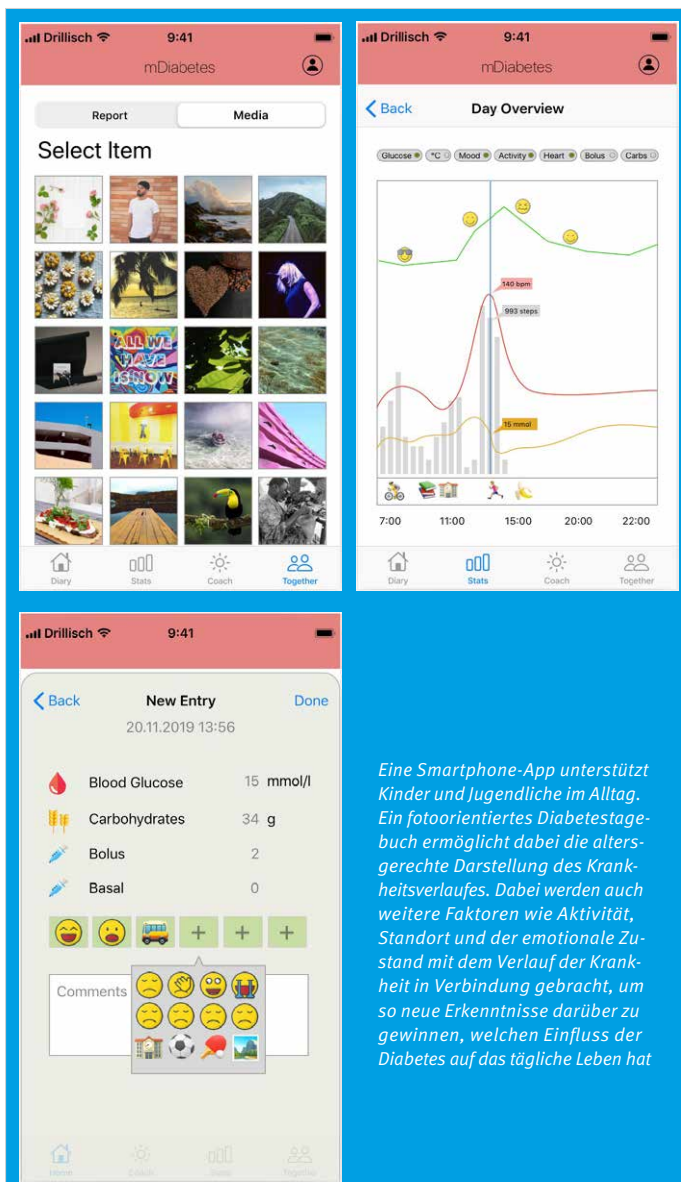 Drillisch 9:41
mDiabetes
Report Media
Select Item
ALL WE
HAVE
IS NOW
Diary Stats Coach Together
Drillisch 9:41
mDiabetes
Back Day Overview
Glucose °C Mood Activity Heart Bolus Carbs
140 bpm
993 steps
15 mmol
7:00 11:00 15:00 20:00 22:00
Diary Stats Coach Together
Drillisch 9:41
Back New Entry Done
20.11.2019 13:56
Blood Glucose 15 mmol/l
Carbohydrates 34 g
Bolus 2
Basal 0
Comments
Home Together
Eine Smartphone-App unterstützt
Kinder und Jugendliche im Alltag.
Ein fotoorientiertes Diabetestage-
buch ermöglicht dabei die alters-
gerechte Darstellung des Krank-
heitsverlaufes. Dabei werden auch
weitere Faktoren wie Aktivität,
Standort und der emotionale Zu-
stand mit dem Verlauf der Krank-
heit in Verbindung gebracht, um
so neue Erkenntnisse darüber zu
gewinnen, welchen Einfluss der
Diabetes auf das tägliche Leben hat